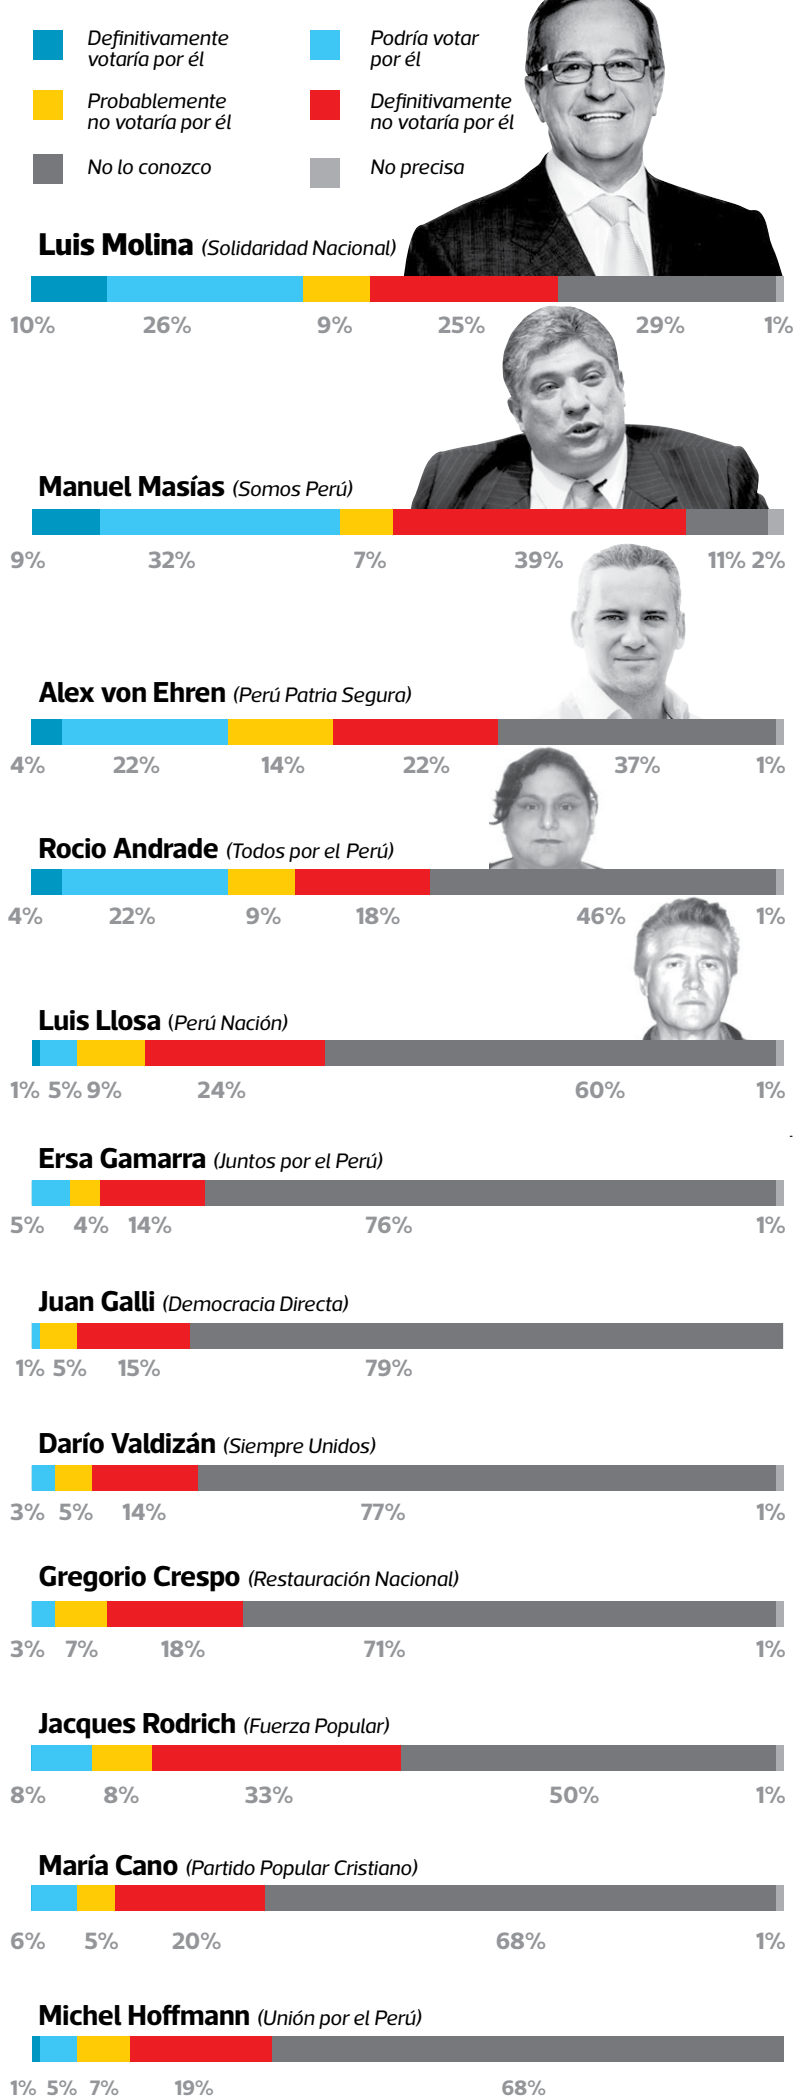 Definitivamente
votaría por él
Podría votar
por él
Probablemente
no votaría por él
Definitivamente
no votaría por él
No lo conozco
No precisa
Luis Molina (Solidaridad Nacional)
10% 26% 9% 25% 29% 1%
Manuel Masías (Somos Perú)
9% 32% 7% 39% 11% 2%
Alex von Ehren (Perú Patria Segura)
4% 22% 14% 22% 37% 1%
Rocio Andrade (Todos por el Perú)
4% 22% 9% 18% 46% 1%
Luis Llosa (Perú Nación)
1% 5% 9% 24% 60% 1%
Ersa Gamarra (Juntos por el Perú)
5% 4% 14% 76% 1%
Juan Galli (Democracia Directa)
1% 5% 15% 79%
Darío Valdizán (Siempre Unidos)
3% 5% 14% 77% 1%
Gregorio Crespo (Restauración Nacional)
3% 7% 18% 71% 1%
Jacques Rodrich (Fuerza Popular)
8% 8% 33% 50% 1%
María Cano (Partido Popular Cristiano)
6% 5% 20% 68% 1%
Michel Hoffmann (Unión por el Perú)
1% 5% 7% 19% 68%